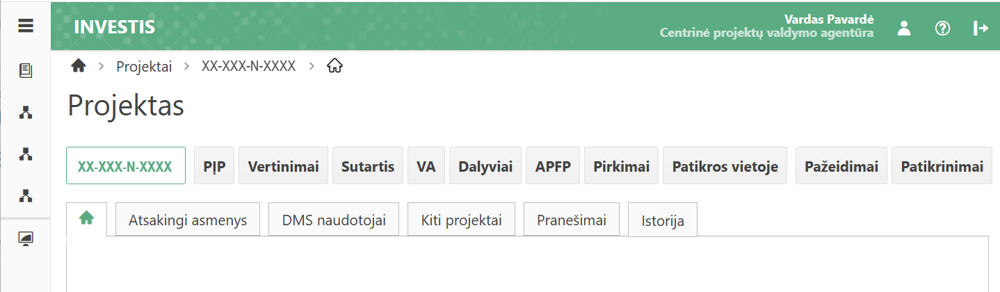 INVESTIS
Vardas Pavardė
Centrinė projektų valdymo agentūra
Projektai XX-XXX-N-XXXX
Projektas
XX-XXX-N-XXXX PĮP Vertinimai Sutartis VA Dalyviai APFP Pirkimai Patikros vietoje Pažeidimai Patikrinimai
Atsakingi asmenys DMS naudotojai Kiti projektai Pranešimai Istorija